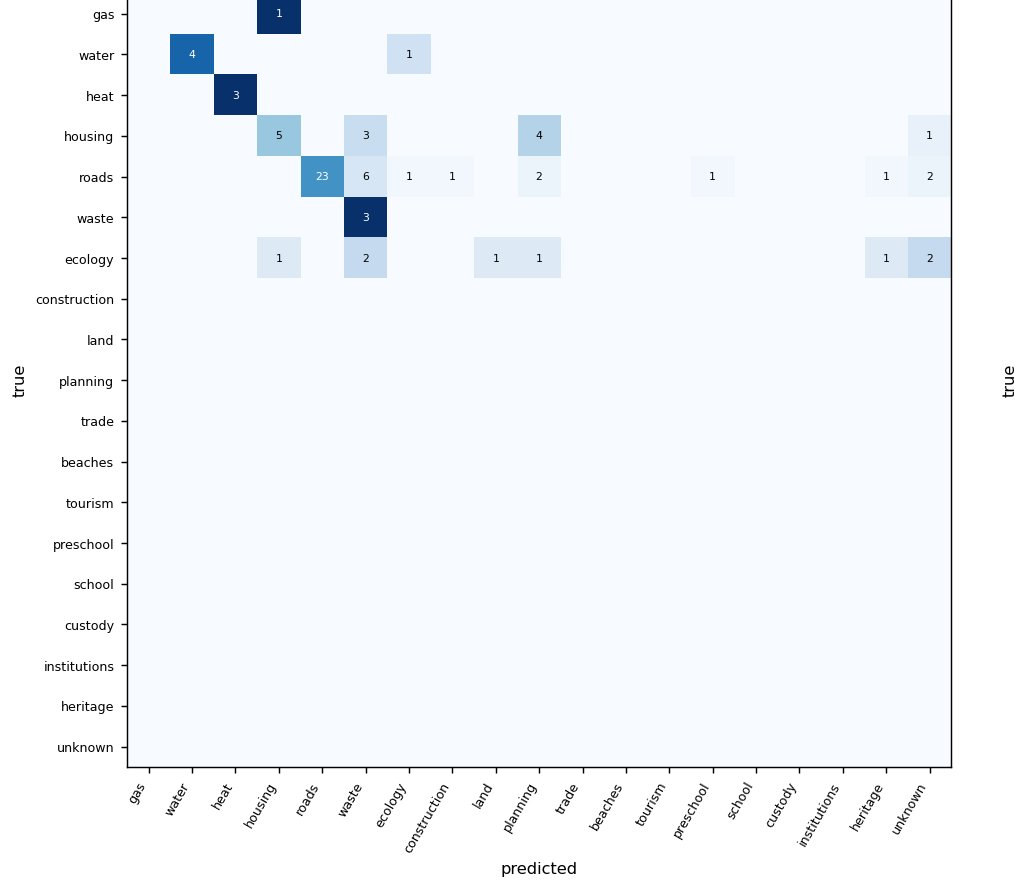 gas 1
water 4 1
heat 3
housing 5 3 4 1
roads 23 6 1 1 2 1 1 2
waste 3
ecology 1 2 1 1 1 2
construction
land
planning
trade
beaches
tourism
preschool
school
custody
institutions
heritage
unknown
true
gas water heat housing roads waste ecology construction land planning trade beaches tourism preschool school custody institutions heritage unknown
predicted
true